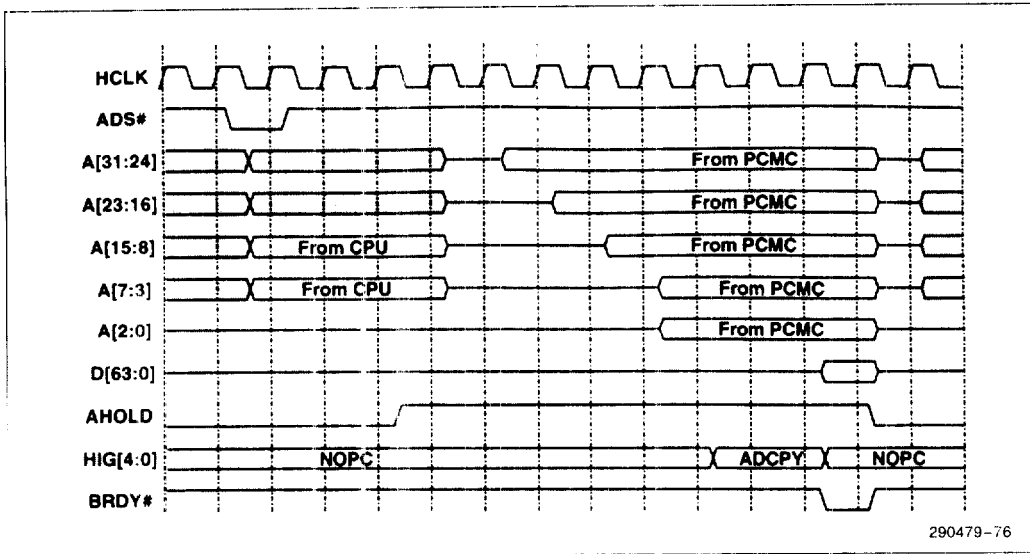 HCLK
ADS#
A[31:24] From PCMC
A[23:16] From PCMC
A[15:8] From CPU From PCMC
A[7:3] From CPU From PCMC
A[2:0] From PCMC
D[63:0]
AHOLD
HIG[4:0] NOPC ADCPY NOPC
BRDY#
290479-76